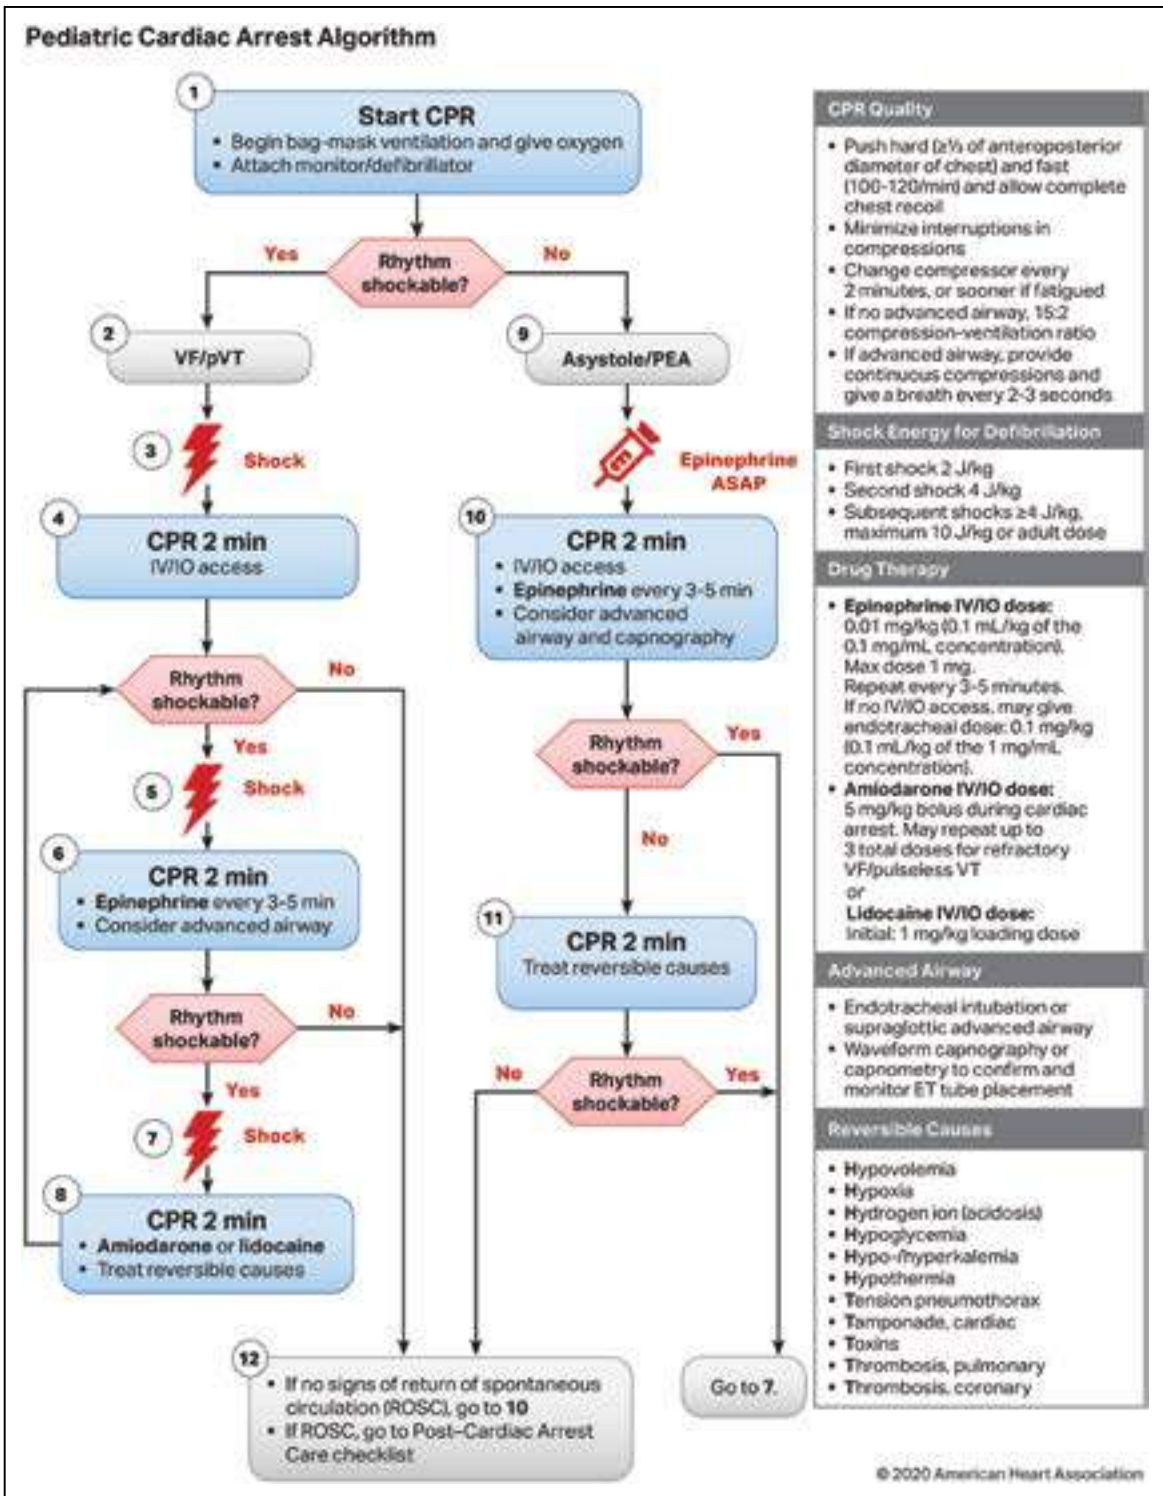 Pediatric Cardiac Arrest Algorithm
1
Start CPR
• Begin bag-mask ventilation and give oxygen
• Attach monitor/defibrillator
Rhythm
shockable?
Yes
No
2
VF/pVT
3
Shock
4
CPR 2 min
IV/IO access
Rhythm
shockable?
No
Yes
5
Shock
6
CPR 2 min
• Epinephrine every 3-5 min
• Consider advanced airway
Rhythm
shockable?
No
Yes
7
Shock
8
CPR 2 min
• Amiodarone or lidocaine
• Treat reversible causes
9
Asystole/PEA
Epinephrine
ASAP
10
CPR 2 min
• IV/IO access
• Epinephrine every 3-5 min
• Consider advanced
airway and capnography
Rhythm
shockable?
Yes
No
11
CPR 2 min
Treat reversible causes
No
Rhythm
shockable?
Yes
12
• If no signs of return of spontaneous
circulation (ROSC), go to 10
• If ROSC, go to Post–Cardiac Arrest
Care checklist
Go to 7.
CPR Quality
• Push hard (≥⅓ of anteroposterior
diameter of chest) and fast
(100-120/min) and allow complete
chest recoil
• Minimize interruptions in
compressions
• Change compressor every
2 minutes, or sooner if fatigued
• If no advanced airway, 15:2
compression-ventilation ratio
• If advanced airway, provide
continuous compressions and
give a breath every 2-3 seconds
Shock Energy for Defibrillation
• First shock 2 J/kg
• Second shock 4 J/kg
• Subsequent shocks ≥4 J/kg,
maximum 10 J/kg or adult dose
Drug Therapy
• Epinephrine IV/IO dose:
0.01 mg/kg (0.1 mL/kg of the
0.1 mg/mL concentration).
Max dose 1 mg.
Repeat every 3-5 minutes.
If no IV/IO access, may give
endotracheal dose: 0.1 mg/kg
(0.1 mL/kg of the 1 mg/mL
concentration).
• Amiodarone IV/IO dose:
5 mg/kg bolus during cardiac
arrest. May repeat up to
3 total doses for refractory
VF/pulseless VT
or
Lidocaine IV/IO dose:
Initial: 1 mg/kg loading dose
Advanced Airway
• Endotracheal intubation or
supraglottic advanced airway
• Waveform capnography or
capnometry to confirm and
monitor ET tube placement
Reversible Causes
• Hypovolemia
• Hypoxia
• Hydrogen ion (acidosis)
• Hypoglycemia
• Hypo-/hyperkalemia
• Hypothermia
• Tension pneumothorax
• Tamponade, cardiac
• Toxins
• Thrombosis, pulmonary
• Thrombosis, coronary
© 2020 American Heart Association